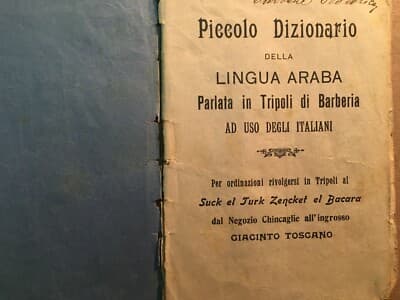 Piccolo Dizionario
DELLA
LINGUA ARABA
Parlata in Tripoli di Barberia
AD USO DEGLI ITALIANI
Per ordinazioni rivolgersi in Tripoli al
Suck el Turk Zencket el Bacara
dal Negozio Chincaglie all'ingrosso
GIACINTO TOSCANO